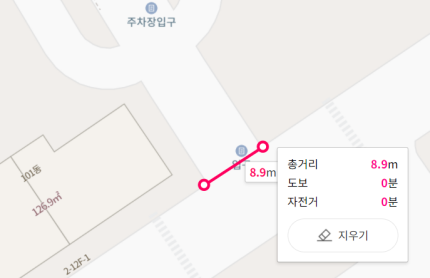 주차장입구
101동
126.9㎡
2-12F-1
8.9m
총거리 8.9m
도보 0분
자전거 0분
지우기